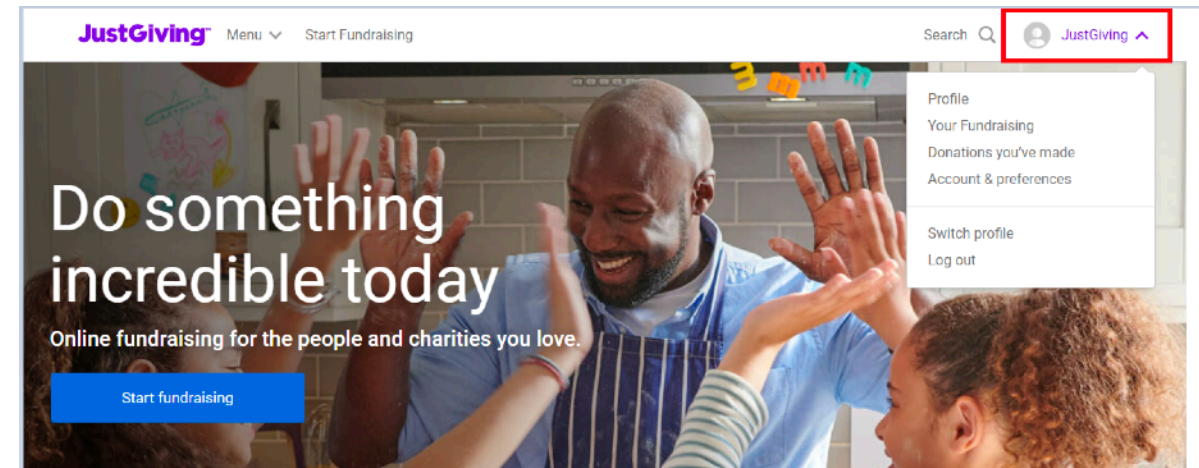 JustGiving™ Menu Start Fundraising Search JustGiving
Profile
Your Fundraising
Donations you've made
Account & preferences
Switch profile
Log out
Do something
incredible today
Online fundraising for the people and charities you love.
Start fundraising